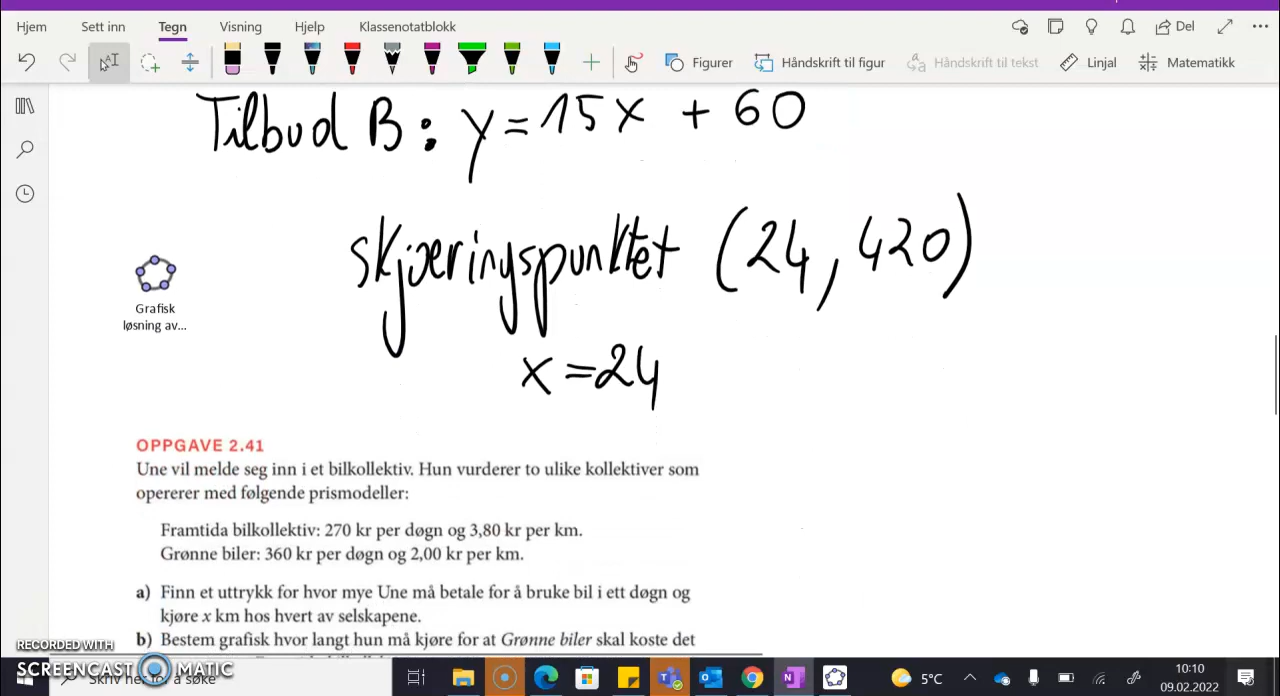 Hjem Sett inn Tegn Visning Hjelp Klassenotatblokk Del
Figurer Håndskrift til figur Håndskrift til tekst Linjal Matematikk
Tilbud B: y=15x + 60
skjæringspunktet (24, 420)
Grafisk
løsning av...
x=24
OPPGAVE 2.41
Une vil melde seg inn i et bilkollektiv. Hun vurderer to ulike kollektiver som
opererer med følgende prismodeller:
Framtida bilkollektiv: 270 kr per døgn og 3,80 kr per km.
Grønne biler: 360 kr per døgn og 2,00 kr per km.
a) Finn et uttrykk for hvor mye Une må betale for å bruke bil i ett døgn og
kjøre x km hos hvert av selskapene.
b) Bestem grafisk hvor langt hun må kjøre for at Grønne biler skal koste det
RECORDED WITH
SCREENCAST MATIC
Skriv her for å søke
5°C
10:10
09.02.2022